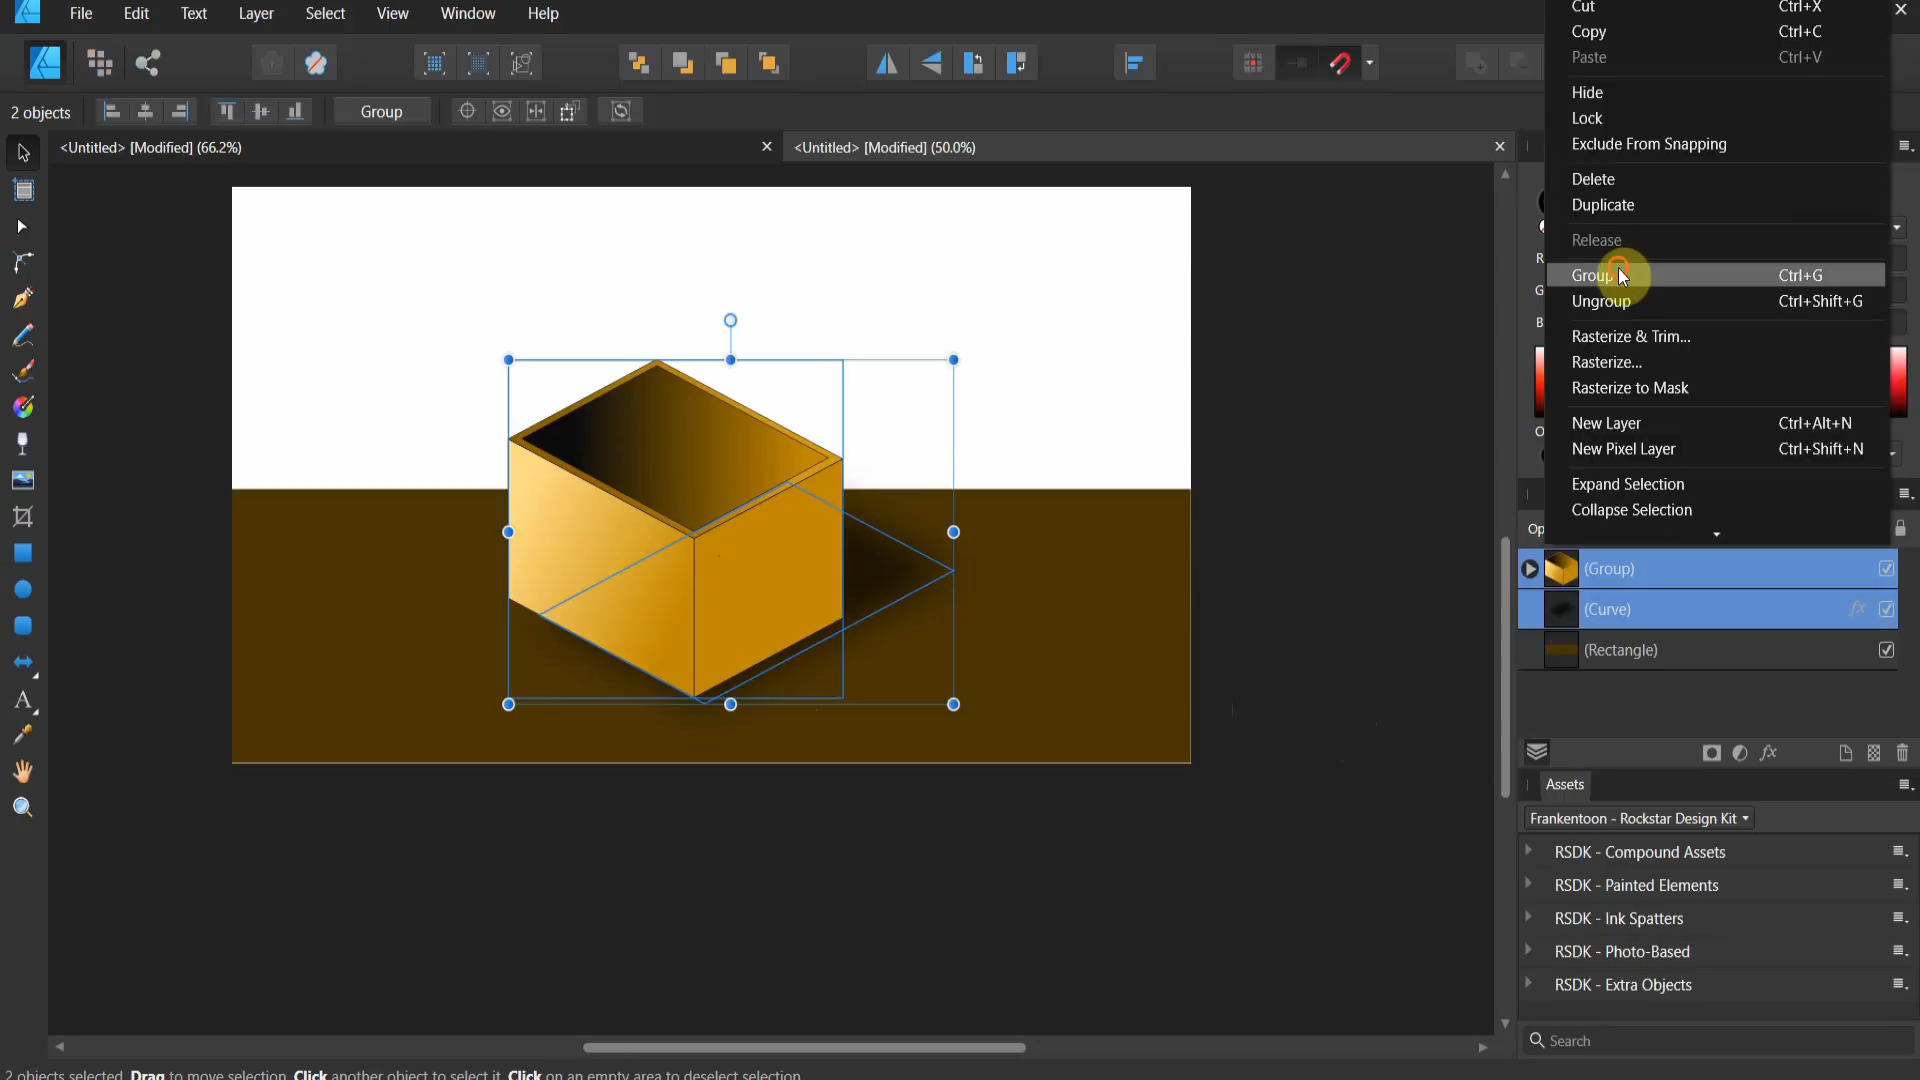 File Edit Text Layer Select View Window Help
Cut Ctrl+X
Copy Ctrl+C
Paste Ctrl+V
Hide
Lock
Exclude From Snapping
Delete
Duplicate
Release
Group Ctrl+G
Ungroup Ctrl+Shift+G
Rasterize & Trim...
Rasterize...
Rasterize to Mask
New Layer Ctrl+Alt+N
New Pixel Layer Ctrl+Shift+N
Expand Selection
Collapse Selection
2 objects Group
<Untitled> [Modified] (66.2%)
<Untitled> [Modified] (50.0%)
R
G
B
O
Op
(Group)
(Curve) fx
(Rectangle)
fx
Assets
Frankentoon - Rockstar Design Kit
RSDK - Compound Assets
RSDK - Painted Elements
RSDK - Ink Spatters
RSDK - Photo-Based
RSDK - Extra Objects
Search
2 objects selected. Drag to move selection. Click another object to select it. Click on an empty area to deselect selection.